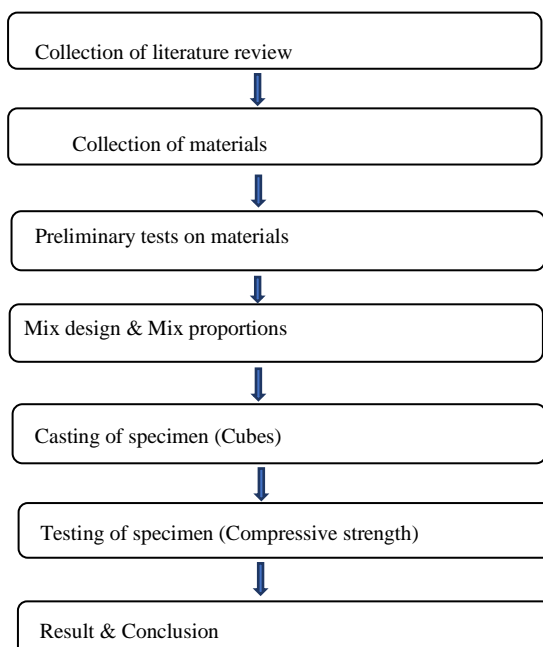 Collection of literature review
Collection of materials
Preliminary tests on materials
Mix design & Mix proportions
Casting of specimen (Cubes)
Testing of specimen (Compressive strength)
Result & Conclusion